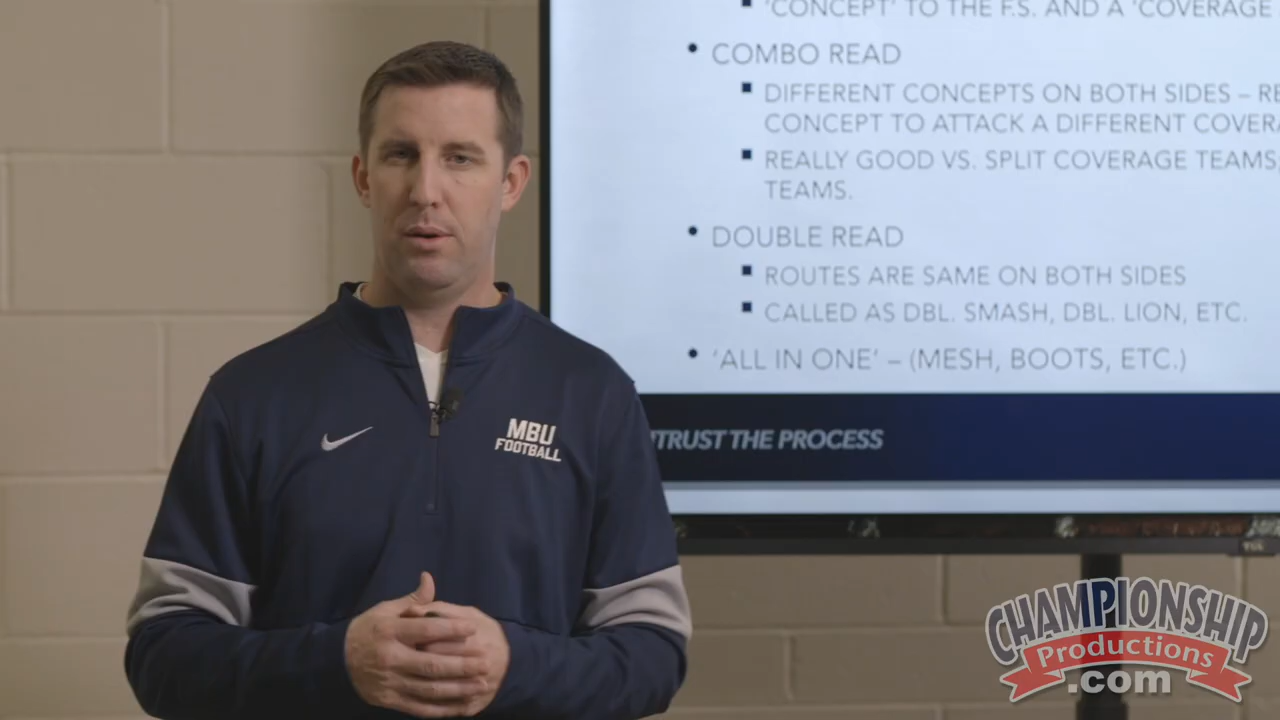 'CONCEPT' TO THE F.S. AND A 'COVERAGE
• COMBO READ
DIFFERENT CONCEPTS ON BOTH SIDES –
CONCEPT TO ATTACK A DIFFERENT
REALLY GOOD VS. SPLIT COVERAGE TEAMS,
TEAMS.
• DOUBLE READ
ROUTES ARE SAME ON BOTH SIDES
CALLED AS DBL. SMASH, DBL. LION, ETC.
• 'ALL IN ONE' – (MESH, BOOTS, ETC.)
TRUST THE PROCESS
MBU
FOOTBALL
CHAMPIONSHIP
Productions
.com